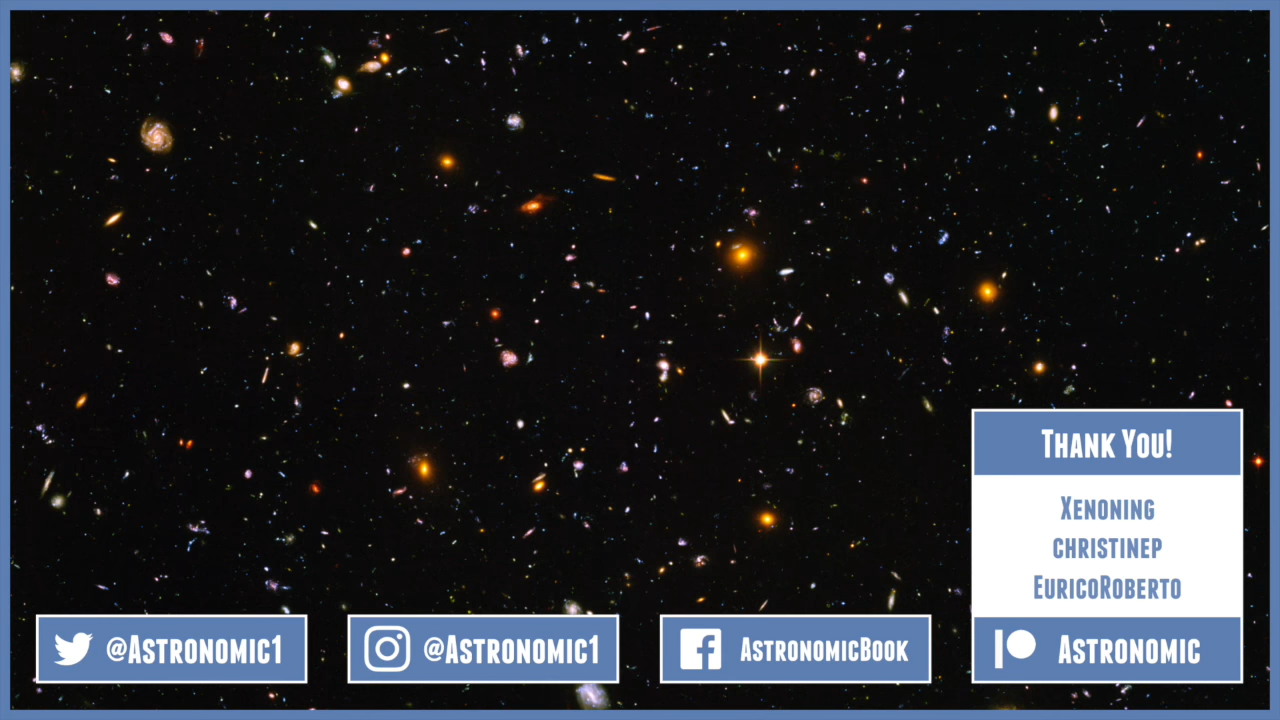 Thank You!
Xenoning
christinep
EuricoRoberto
@Astronomic1
@Astronomic1
AstronomicBook
Astronomic